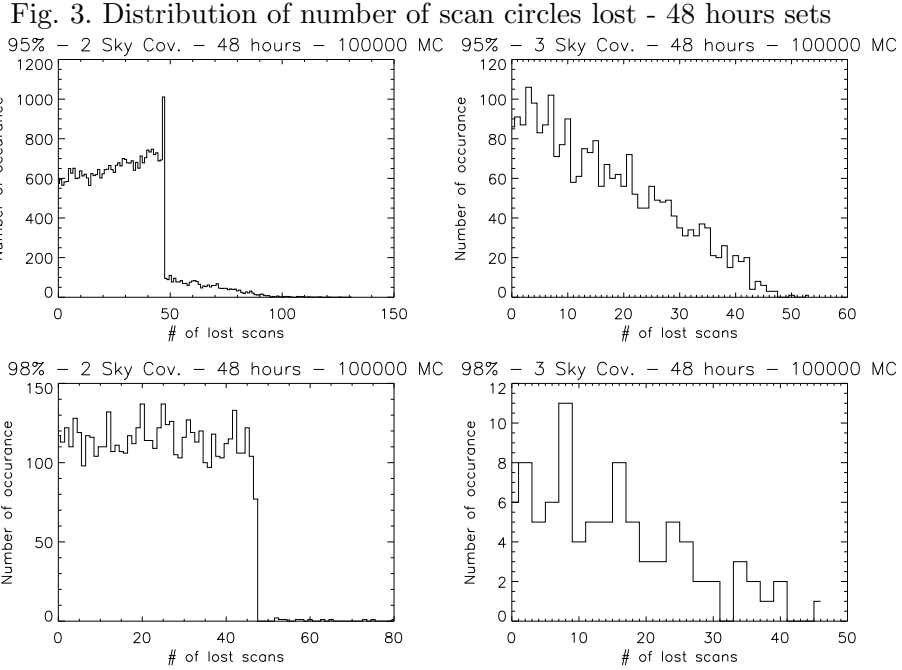 Fig. 3. Distribution of number of scan circles lost - 48 hours sets
95% - 2 Sky Cov. - 48 hours - 100000 MC
95% - 3 Sky Cov. - 48 hours - 100000 MC
1200
1000
800
600
400
200
0
Number of occurance
0 50 100 150
# of lost scans
120
100
80
60
40
20
0
Number of occurance
0 10 20 30 40 50 60
# of lost scans
98% - 2 Sky Cov. - 48 hours - 100000 MC
98% - 3 Sky Cov. - 48 hours - 100000 MC
150
100
50
0
Number of occurance
0 20 40 60 80
# of lost scans
12
10
8
6
4
2
0
Number of occurance
0 10 20 30 40 50
# of lost scans